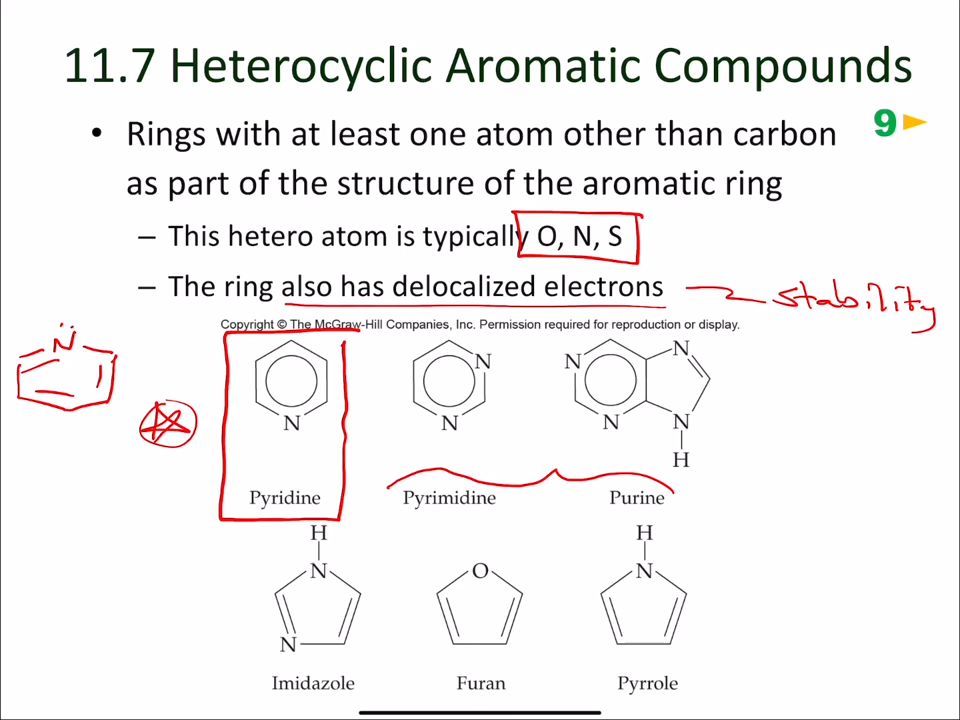 11.7 Heterocyclic Aromatic Compounds
9
• Rings with at least one atom other than carbon
as part of the structure of the aromatic ring
– This hetero atom is typically O, N, S
– The ring also has delocalized electrons
stability
Copyright © The McGraw-Hill Companies, Inc. Permission required for reproduction or display.
N̈
N
N
N
N
N
N
N
N
H
Pyridine
Pyrimidine
Purine
H
N
N
O
H
N
Imidazole
Furan
Pyrrole